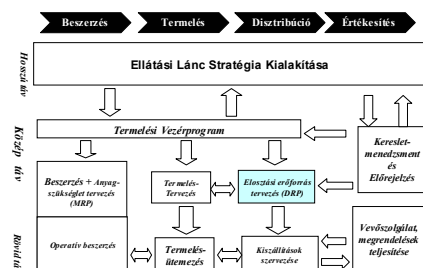 Beszerzés
Termelés
Disztribúció
Értékesítés
Hosszú táv
Ellátási Lánc Stratégia Kialakítása
Közép táv
Termelési Vezérprogram
Kereslet-
menedzsment
és
Előrejelzés
Beszerzés + Anyag-
szükséglet tervezés
(MRP)
Termelés-
Tervezés
Elosztási erőforrás
tervezés (DRP)
Rövid tá
Operatív beszerzés
Termelés-
ütemezés
Kiszállítások
szervezése
Vevőszolgálat,
megrendelések
teljesítése